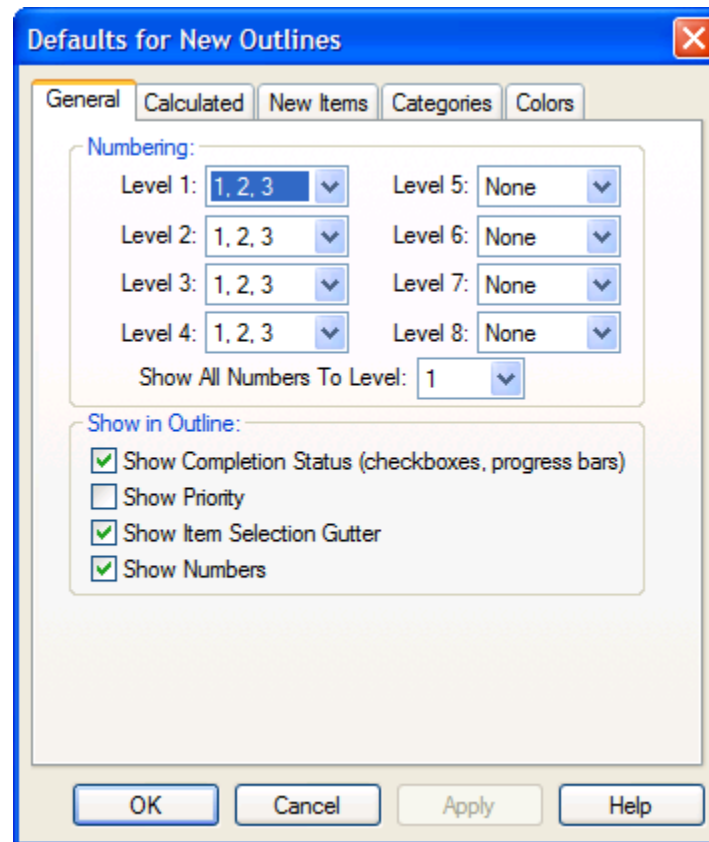 Defaults for New Outlines
General Calculated New Items Categories Colors
Numbering:
Level 1: 1, 2, 3 Level 5: None
Level 2: 1, 2, 3 Level 6: None
Level 3: 1, 2, 3 Level 7: None
Level 4: 1, 2, 3 Level 8: None
Show All Numbers To Level: 1
Show in Outline:
Show Completion Status (checkboxes, progress bars)
Show Priority
Show Item Selection Gutter
Show Numbers
OK Cancel Apply Help